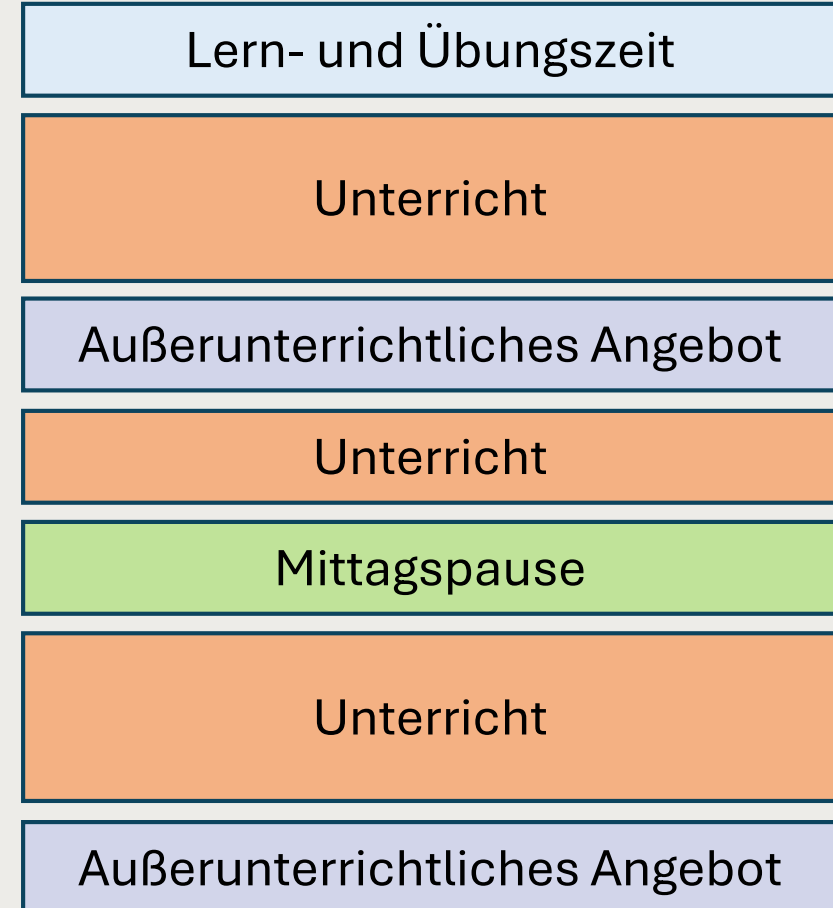 Lern- und Übungszeit
Unterricht
Außerunterrichtliches Angebot
Unterricht
Mittagspause
Unterricht
Außerunterrichtliches Angebot